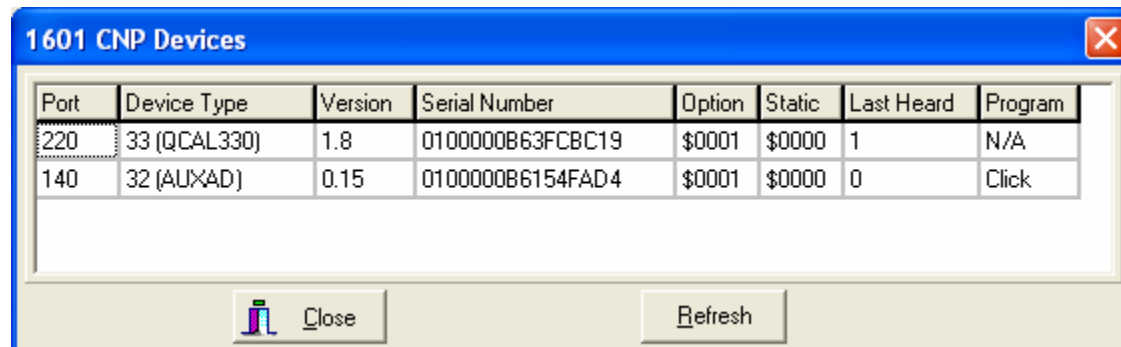 1601 CNP Devices
Port Device Type Version Serial Number Option Static Last Heard Program
220 33 (QCAL330) 1.8 0100000B63FCBC19 $0001 $0000 1 N/A
140 32 (AUXAD) 0.15 0100000B6154FAD4 $0001 $0000 0 Click
Close Refresh